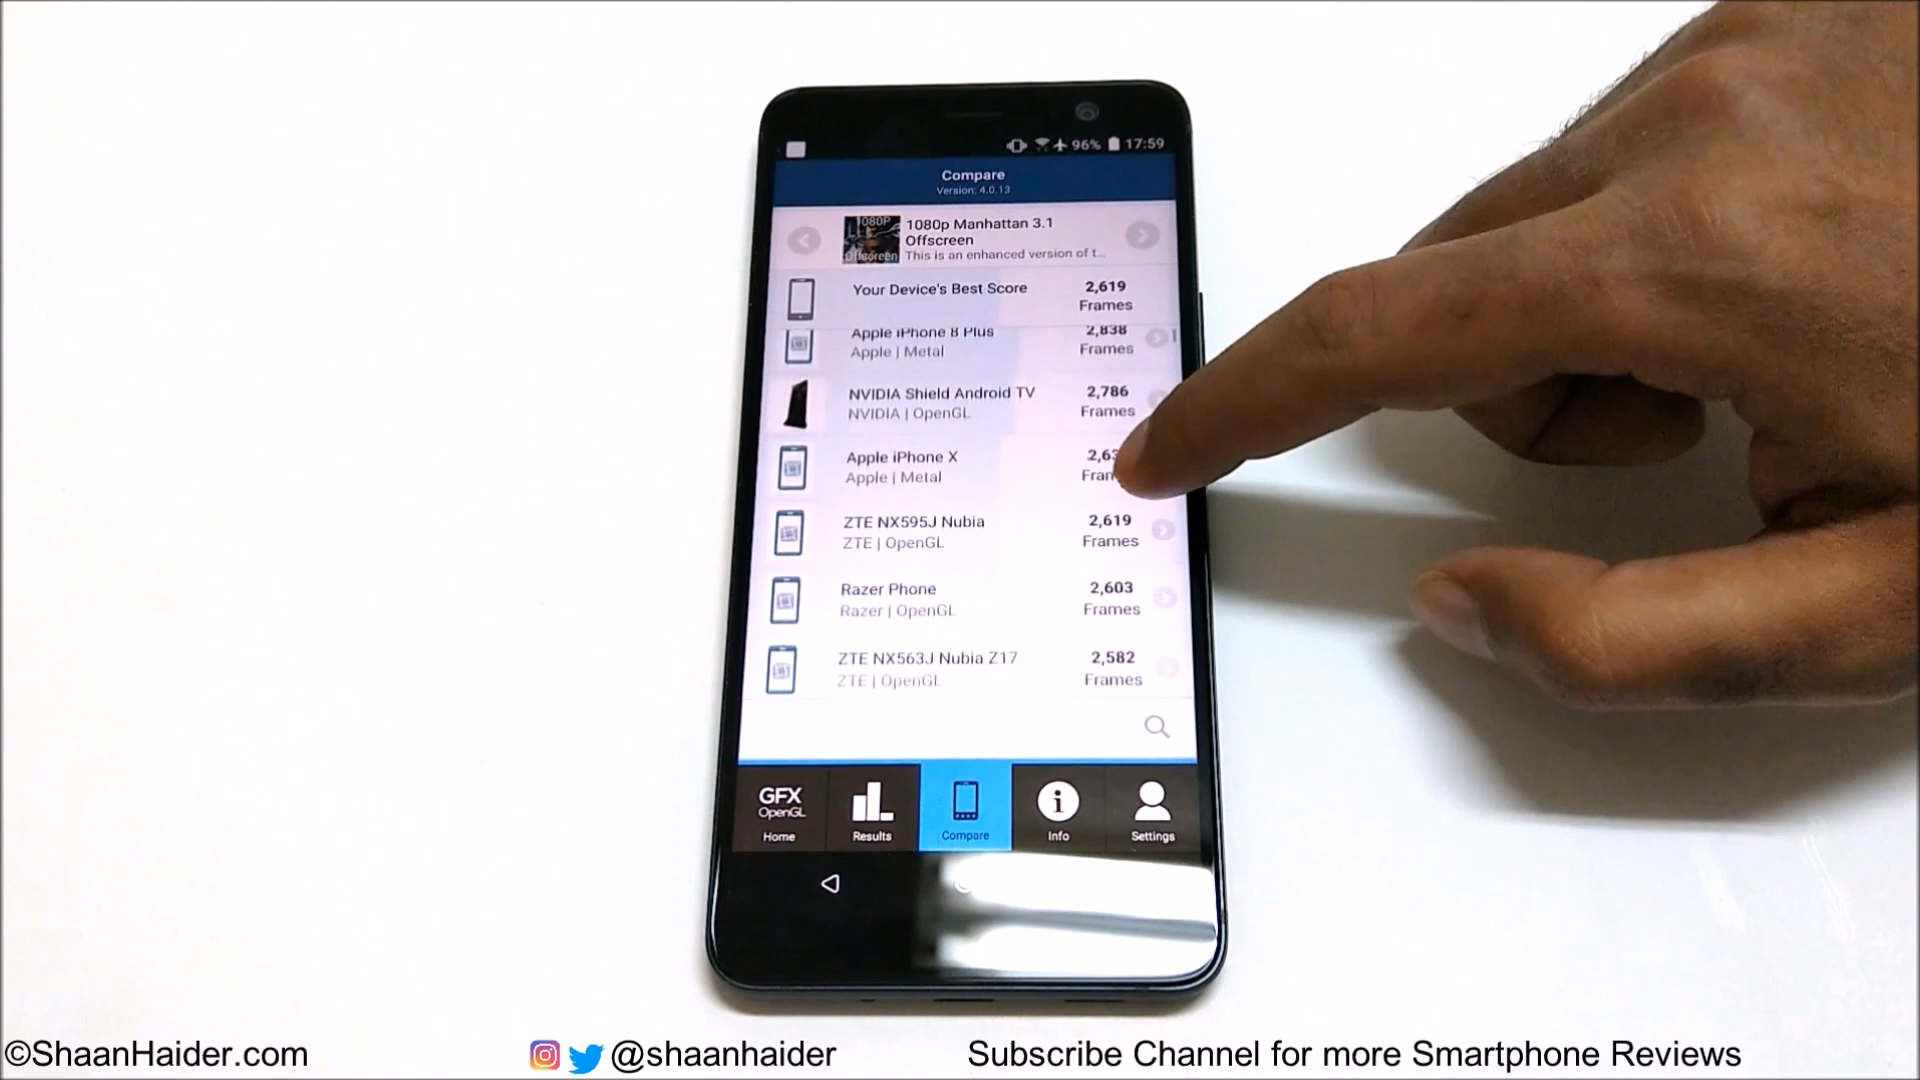 96% 17:59
Compare
Version: 4.0.13
1080P
Offscreen
1080p Manhattan 3.1
Offscreen
This is an enhanced version of t...
Your Device's Best Score
2,619
Frames
Apple iPhone 8 Plus
Apple | Metal
2,838
Frames
NVIDIA Shield Android TV
NVIDIA | OpenGL
2,786
Frames
Apple iPhone X
Apple | Metal
ZTE NX595J Nubia
ZTE | OpenGL
2,619
Frames
Razer Phone
Razer | OpenGL
2,603
Frames
ZTE NX563J Nubia Z17
ZTE | OpenGL
2,582
Frames
GFX
OpenGL
Home
Results
Compare
Info
Settings
©ShaanHaider.com
@shaanhaider
Subscribe Channel for more Smartphone Reviews